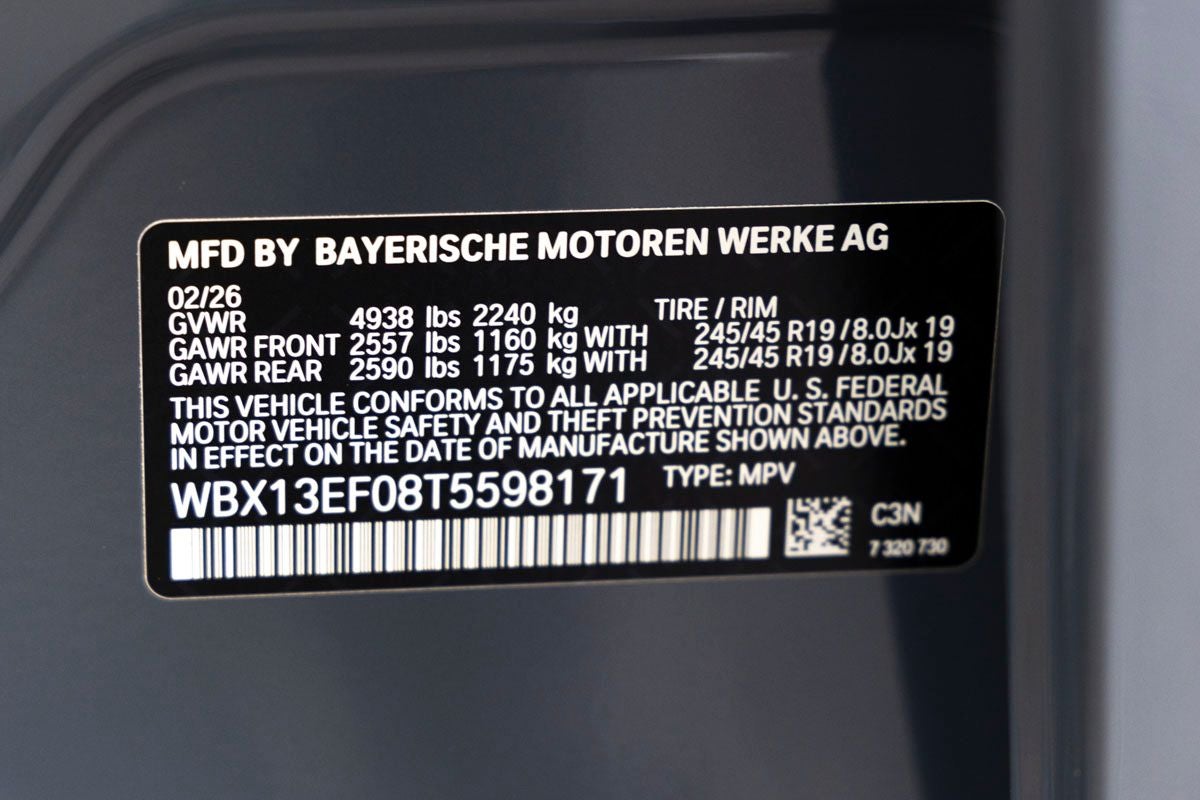 MFD BY BAYERISCHE MOTOREN WERKE AG
02/26
GVWR 4938 lbs 2240 kg TIRE / RIM
GAWR FRONT 2557 lbs 1160 kg WITH 245/45 R19 / 8.0Jx 19
GAWR REAR 2590 lbs 1175 kg WITH 245/45 R19 / 8.0Jx 19
THIS VEHICLE CONFORMS TO ALL APPLICABLE U. S. FEDERAL
MOTOR VEHICLE SAFETY AND THEFT PREVENTION STANDARDS
IN EFFECT ON THE DATE OF MANUFACTURE SHOWN ABOVE.
WBX13EF08T5598171 TYPE: MPV
C3N
7 320 730